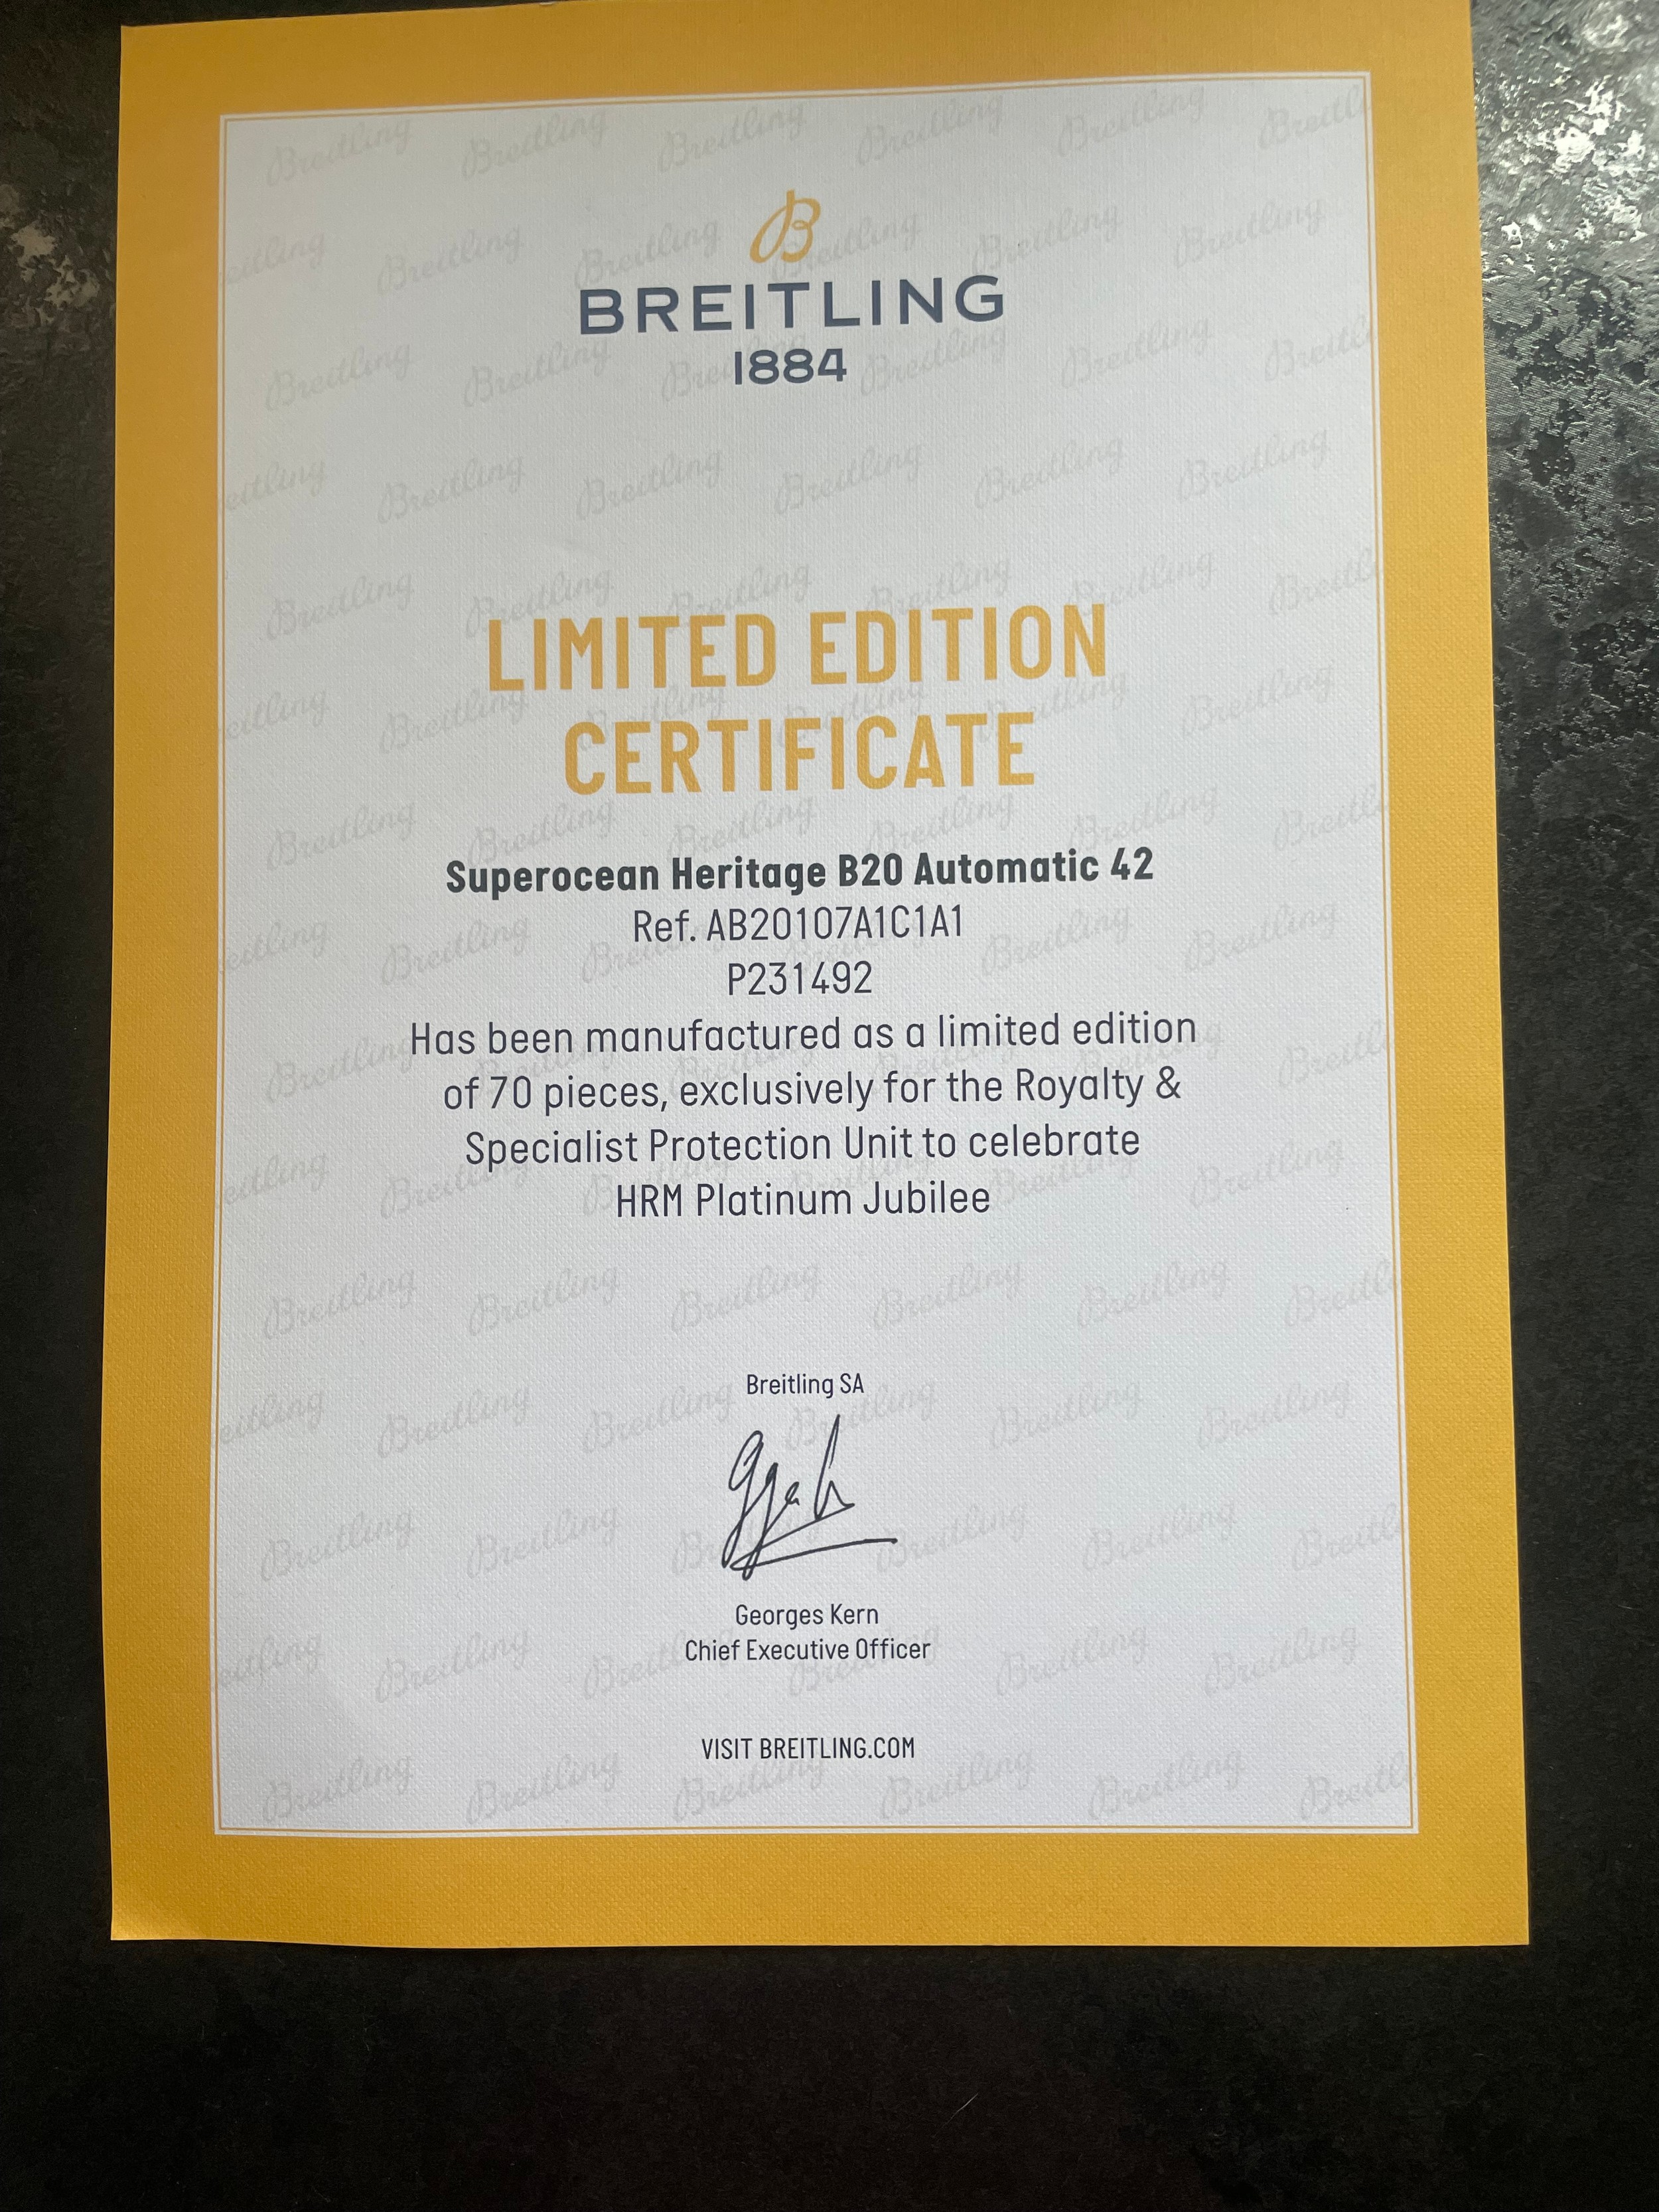 B
BREITLING
1884
LIMITED EDITION
CERTIFICATE
Superocean Heritage B20 Automatic 42
Ref. AB20107A1C1A1
P231492
Has been manufactured as a limited edition
of 70 pieces, exclusively for the Royalty &
Specialist Protection Unit to celebrate
HRM Platinum Jubilee
Breitling SA
Georges Kern
Chief Executive Officer
VISIT BREITLING.COM